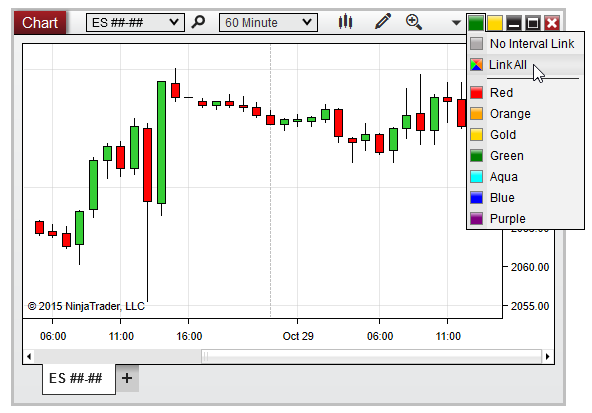 Chart
ES ##-##
60 Minute
No Interval Link
Link All
Red
Orange
Gold
Green
Aqua
Blue
Purple
2060.00
2055.00
© 2015 NinjaTrader, LLC
06:00
11:00
16:00
Oct 29
06:00
11:00
ES ##-##
+